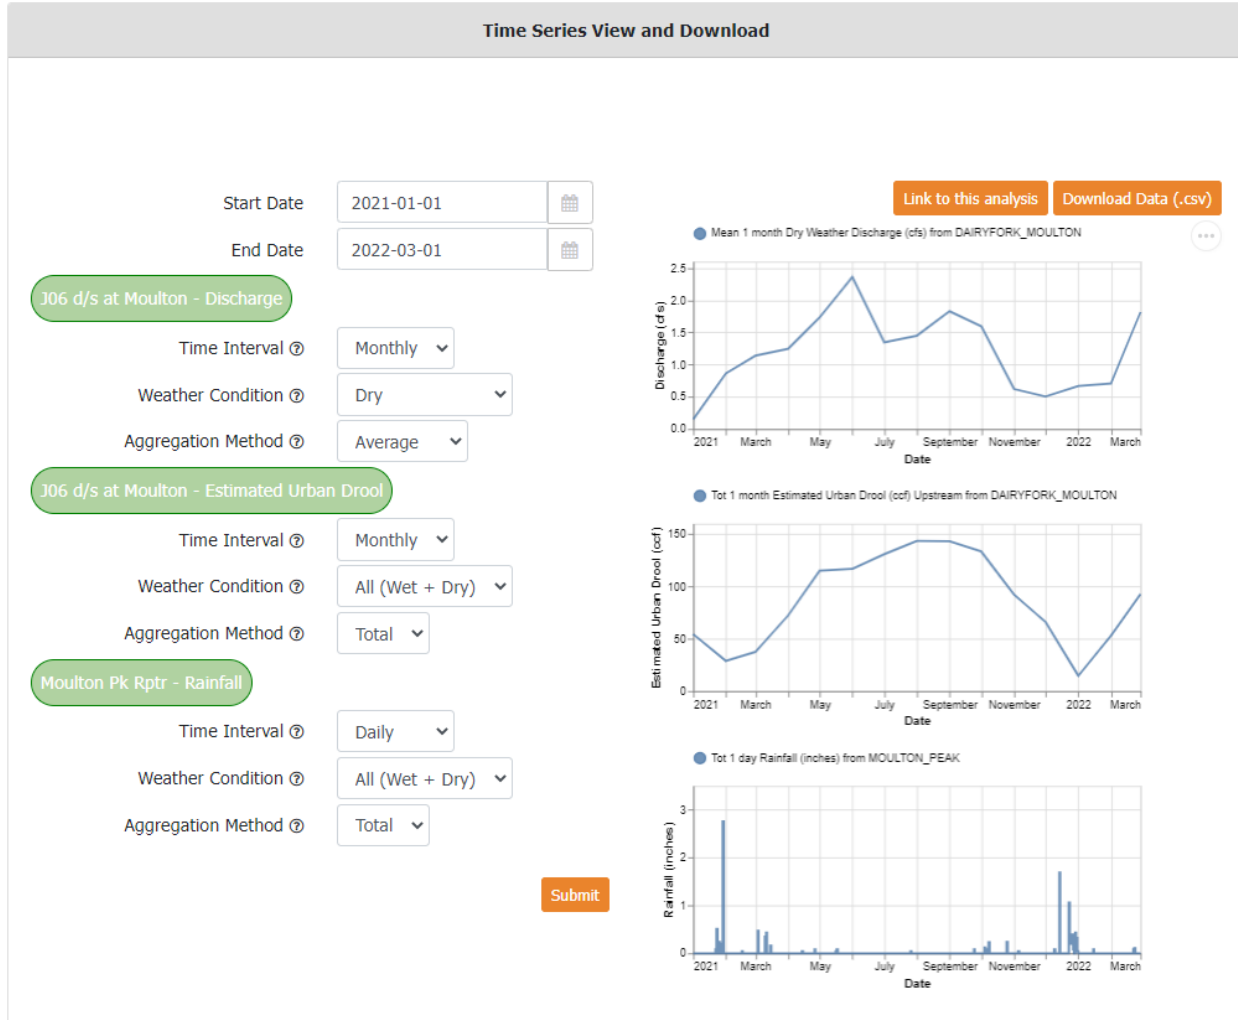 Time Series View and Download
Start Date 2021-01-01
End Date 2022-03-01
J06 d/s at Moulton - Discharge
Time Interval Monthly
Weather Condition Dry
Aggregation Method Average
J06 d/s at Moulton - Estimated Urban Drool
Time Interval Monthly
Weather Condition All (Wet + Dry)
Aggregation Method Total
Moulton Pk Rptr - Rainfall
Time Interval Daily
Weather Condition All (Wet + Dry)
Aggregation Method Total
Submit
Link to this analysis Download Data (.csv)
Mean 1 month Dry Weather Discharge (cfs) from DAIRYFORK_MOULTON
Discharge (cfs)
2.5
2.0
1.5
1.0
0.5
0.0
2021 March May July September November 2022 March
Date
Tot 1 month Estimated Urban Drool (ccf) Upstream from DAIRYFORK_MOULTON
Estimated Urban Drool (ccf)
150
100
50
0
2021 March May July September November 2022 March
Date
Tot 1 day Rainfall (inches) from MOULTON_PEAK
Rainfall (inches)
3
2
1
0
2021 March May July September November 2022 March
Date